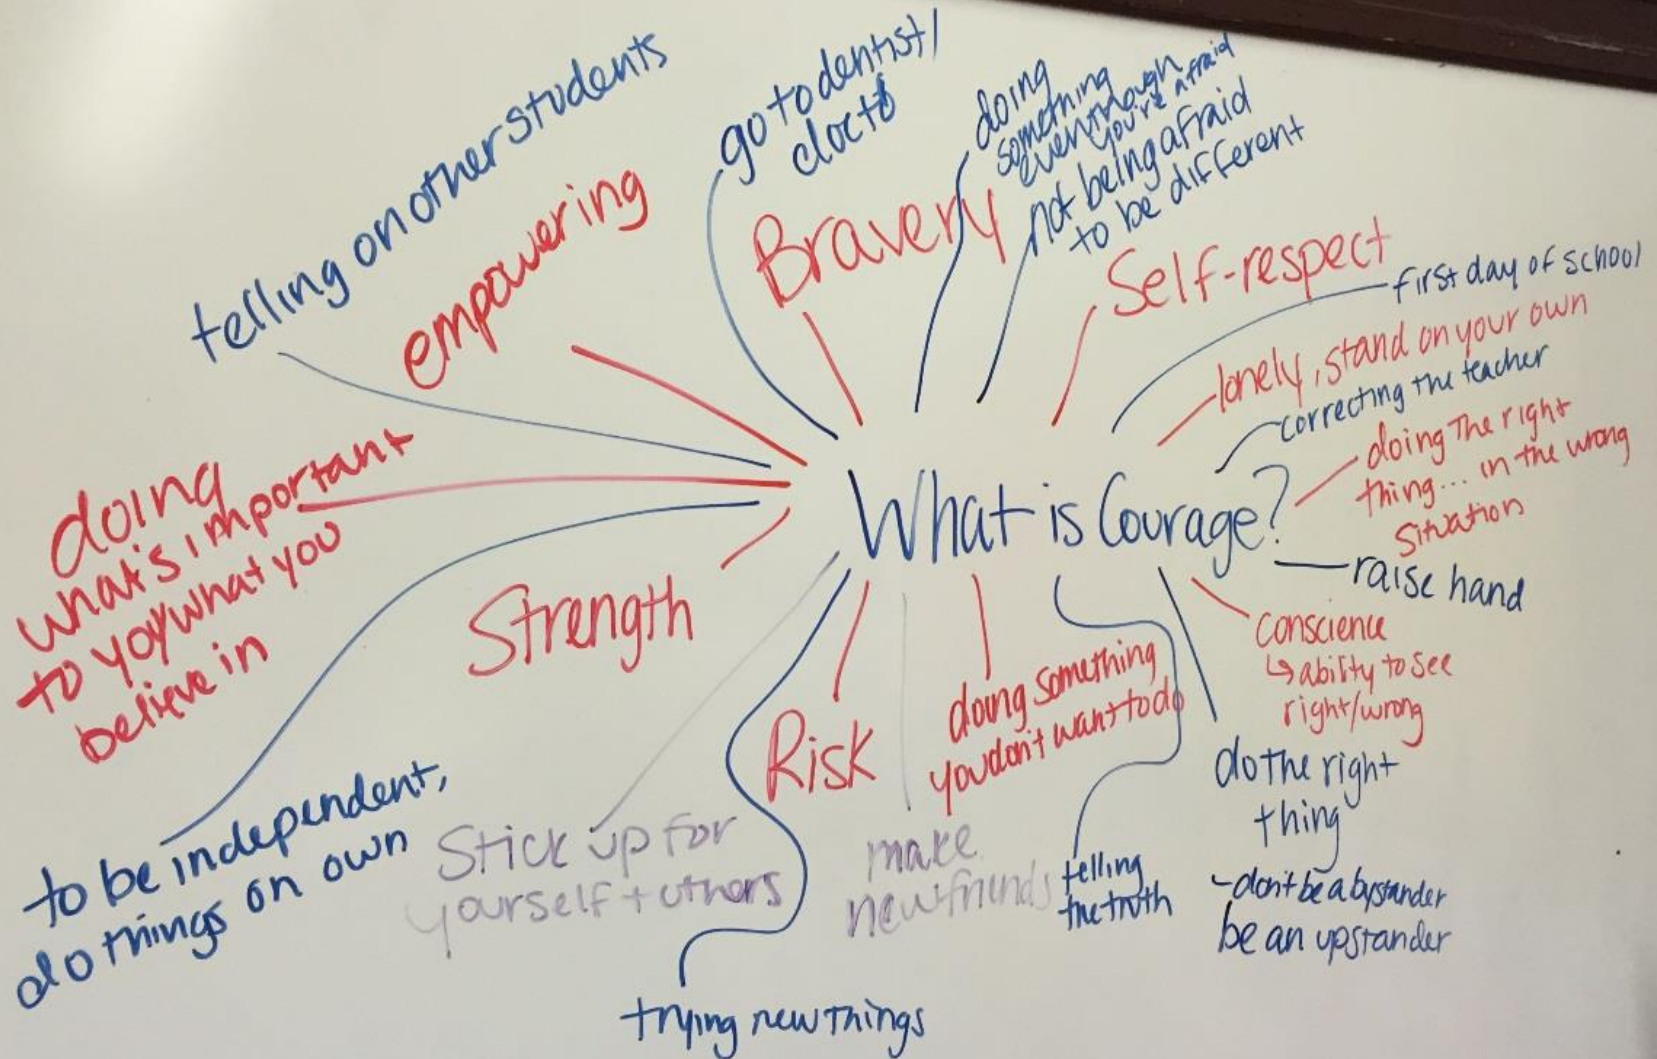 What is Courage?
telling on other students
empowering
go to dentist/
doctor
Bravery
doing
something
even though
you're afraid
not being afraid
to be different
Self-respect
first day of school
lonely, stand on your own
correcting the teacher
doing the right
thing... in the wrong
situation
raise hand
conscience
↳ ability to see
right/wrong
do the right
thing
- don't be a bystander
be an upstander
telling
the truth
doing something
you don't want to do
make
new friends
Risk
trying new things
Stick up for
yourself + others
Strength
to be independent,
do things on own
doing
what's important
to you/what you
believe in